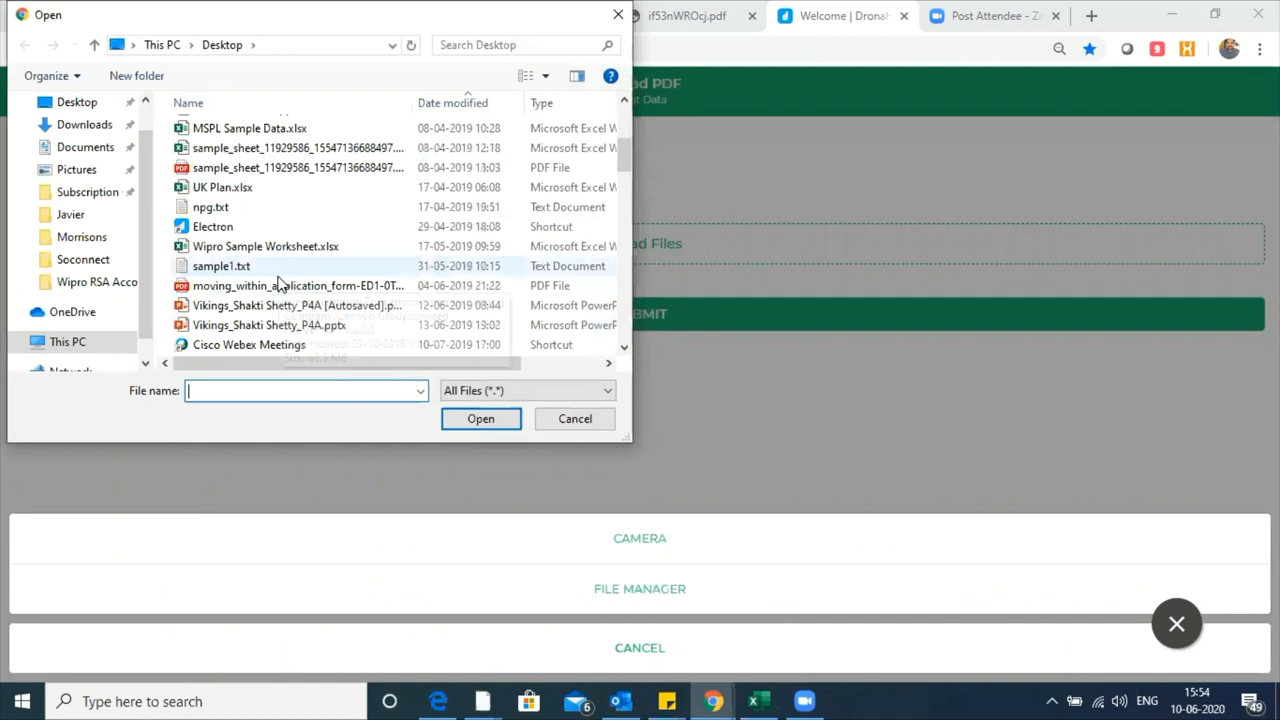 Open
if53nWROcj.pdf
Welcome | DronaH
Post Attendee - Ze
This PC > Desktop >
Search Desktop
Organize
New folder
ad PDF
Data
Desktop
Downloads
Documents
Pictures
Subscription
Javier
Morrisons
Soconnect
Wipro RSA Acco
OneDrive
This PC
Name Date modified Type
MSPL Sample Data.xlsx 08-04-2019 10:28 Microsoft Excel W
sample_sheet_11929586_15547136688497.... 08-04-2019 12:18 Microsoft Excel W
sample_sheet_11929586_15547136688497.... 08-04-2019 13:03 PDF File
UK Plan.xlsx 17-04-2019 06:08 Microsoft Excel W
npg.txt 17-04-2019 19:51 Text Document
Electron 29-04-2019 18:08 Shortcut
Wipro Sample Worksheet.xlsx 17-05-2019 09:59 Microsoft Excel W
sample1.txt 31-05-2019 10:15 Text Document
moving_within_application_form-ED1-0T... 04-06-2019 21:22 PDF File
Vikings_Shakti Shetty_P4A [Autosaved].p... 12-06-2019 08:44 Microsoft PowerP
Vikings_Shakti Shetty_P4A.pptx 13-06-2019 19:02 Microsoft PowerP
Cisco Webex Meetings 10-07-2019 17:00 Shortcut
File name:
All Files (*.*)
Open
Cancel
ad Files
MIT
CAMERA
FILE MANAGER
CANCEL
Type here to search
6
ENG
15:54
10-06-2020
49